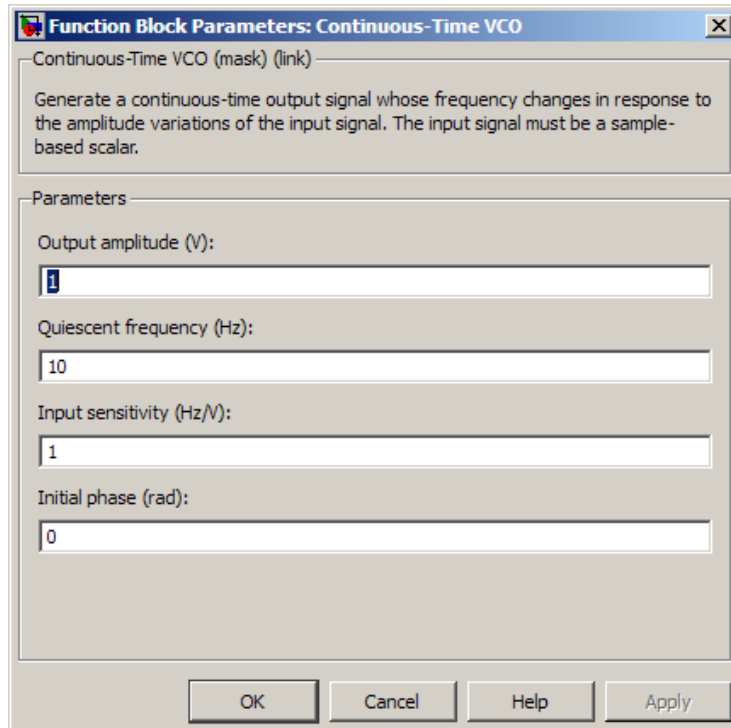 Function Block Parameters: Continuous-Time VCO
Continuous-Time VCO (mask) (link)
Generate a continuous-time output signal whose frequency changes in response to
the amplitude variations of the input signal. The input signal must be a sample-
based scalar.
Parameters
Output amplitude (V):
1
Quiescent frequency (Hz):
10
Input sensitivity (Hz/V):
1
Initial phase (rad):
0
OK Cancel Help Apply